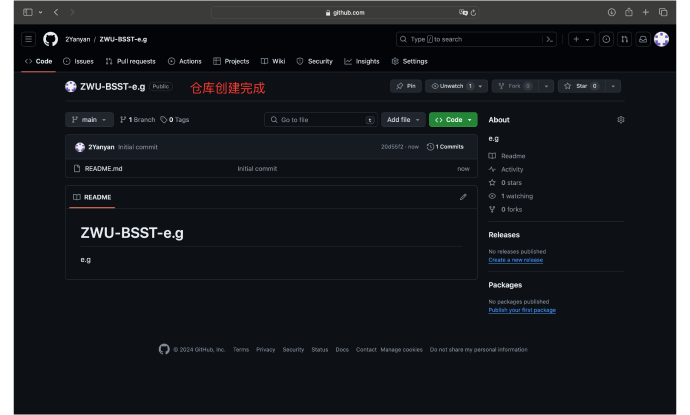 github.com
2Yanyan / ZWU-BSST-e.g
Type / to search
Code Issues Pull requests Actions Projects Wiki Security Insights Settings
ZWU-BSST-e.g Public 仓库创建完成 Pin Unwatch 1 Fork 0 Star 0
main 1 Branch 0 Tags Go to file t Add file Code
2Yanyan Initial commit 20d55f2 · now 1 Commits
README.md Initial commit now
README
ZWU-BSST-e.g
e.g
About
e.g
Readme
Activity
0 stars
1 watching
0 forks
Releases
No releases published
Create a new release
Packages
No packages published
Publish your first package
© 2024 GitHub, Inc. Terms Privacy Security Status Docs Contact Manage cookies Do not share my personal information